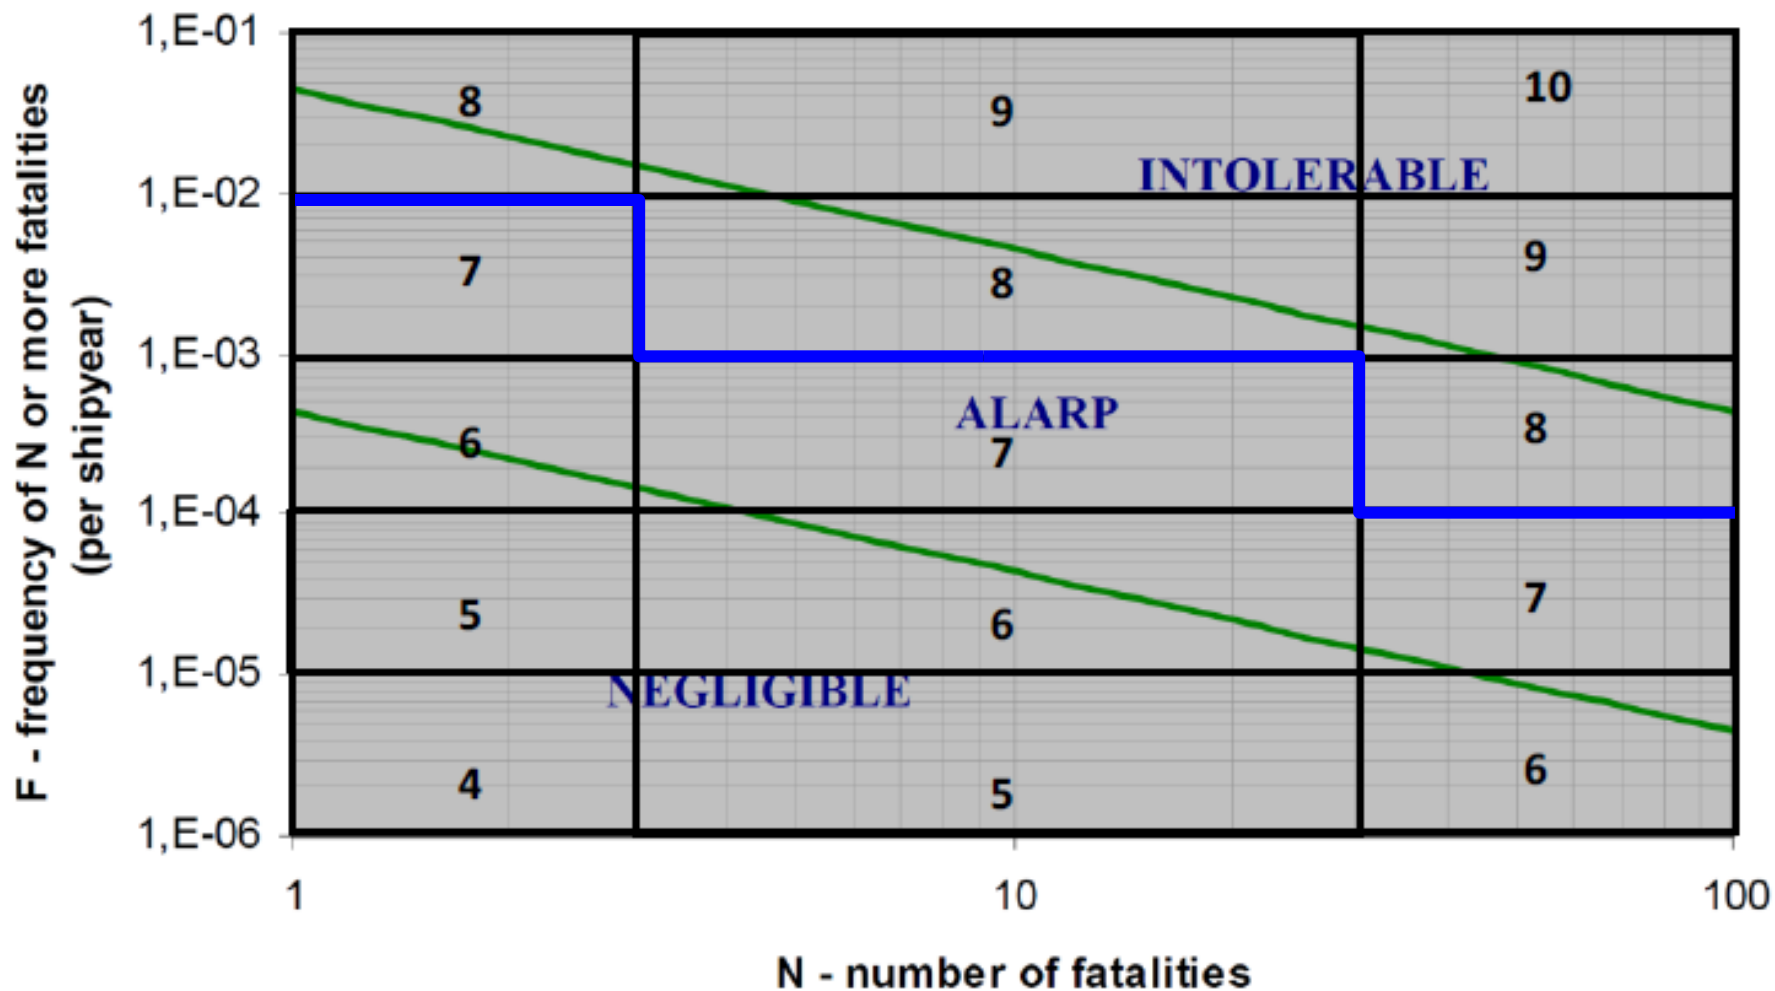 F - frequency of N or more fatalities
(per shipyear)
1,E-01
1,E-02
1,E-03
1,E-04
1,E-05
1,E-06
8 9 10
INTOLERABLE
7 8 9
ALARP
6 7 8
5 6 7
NEGLIGIBLE
4 5 6
1 10 100
N - number of fatalities